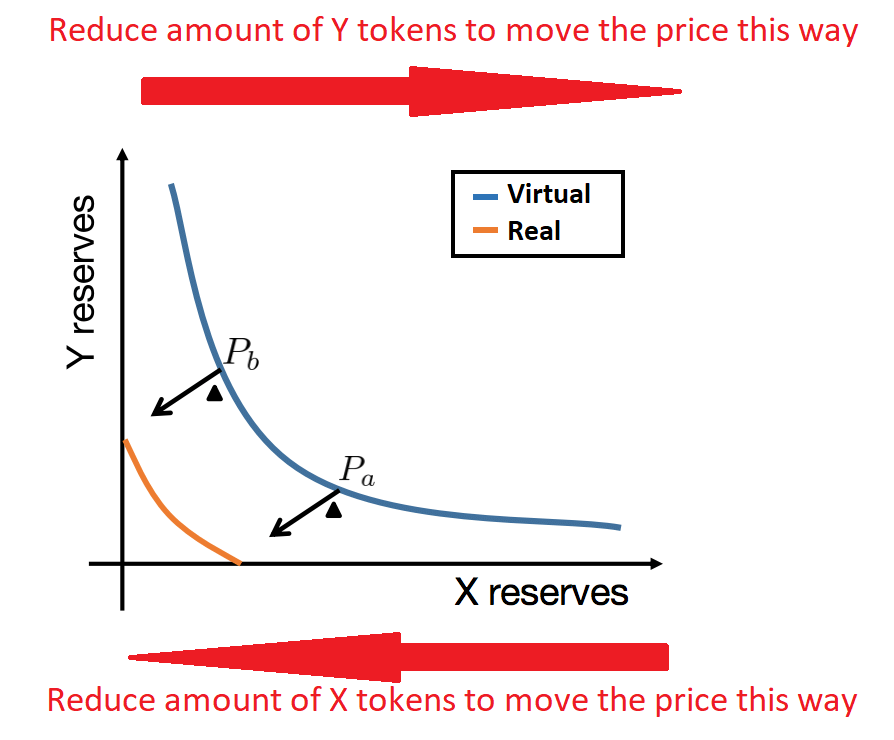 Reduce amount of Y tokens to move the price this way
Virtual
Real
Y reserves
P_b
P_a
X reserves
Reduce amount of X tokens to move the price this way